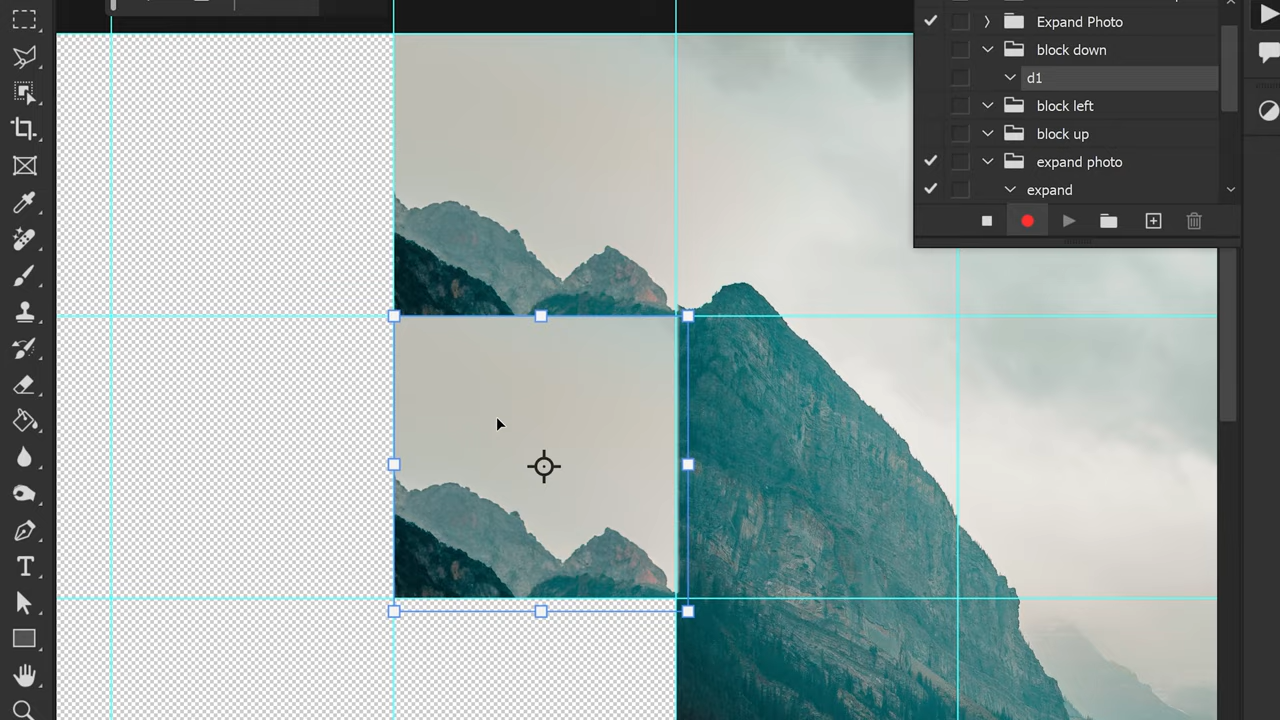 Expand Photo
block down
d1
block left
block up
expand photo
expand